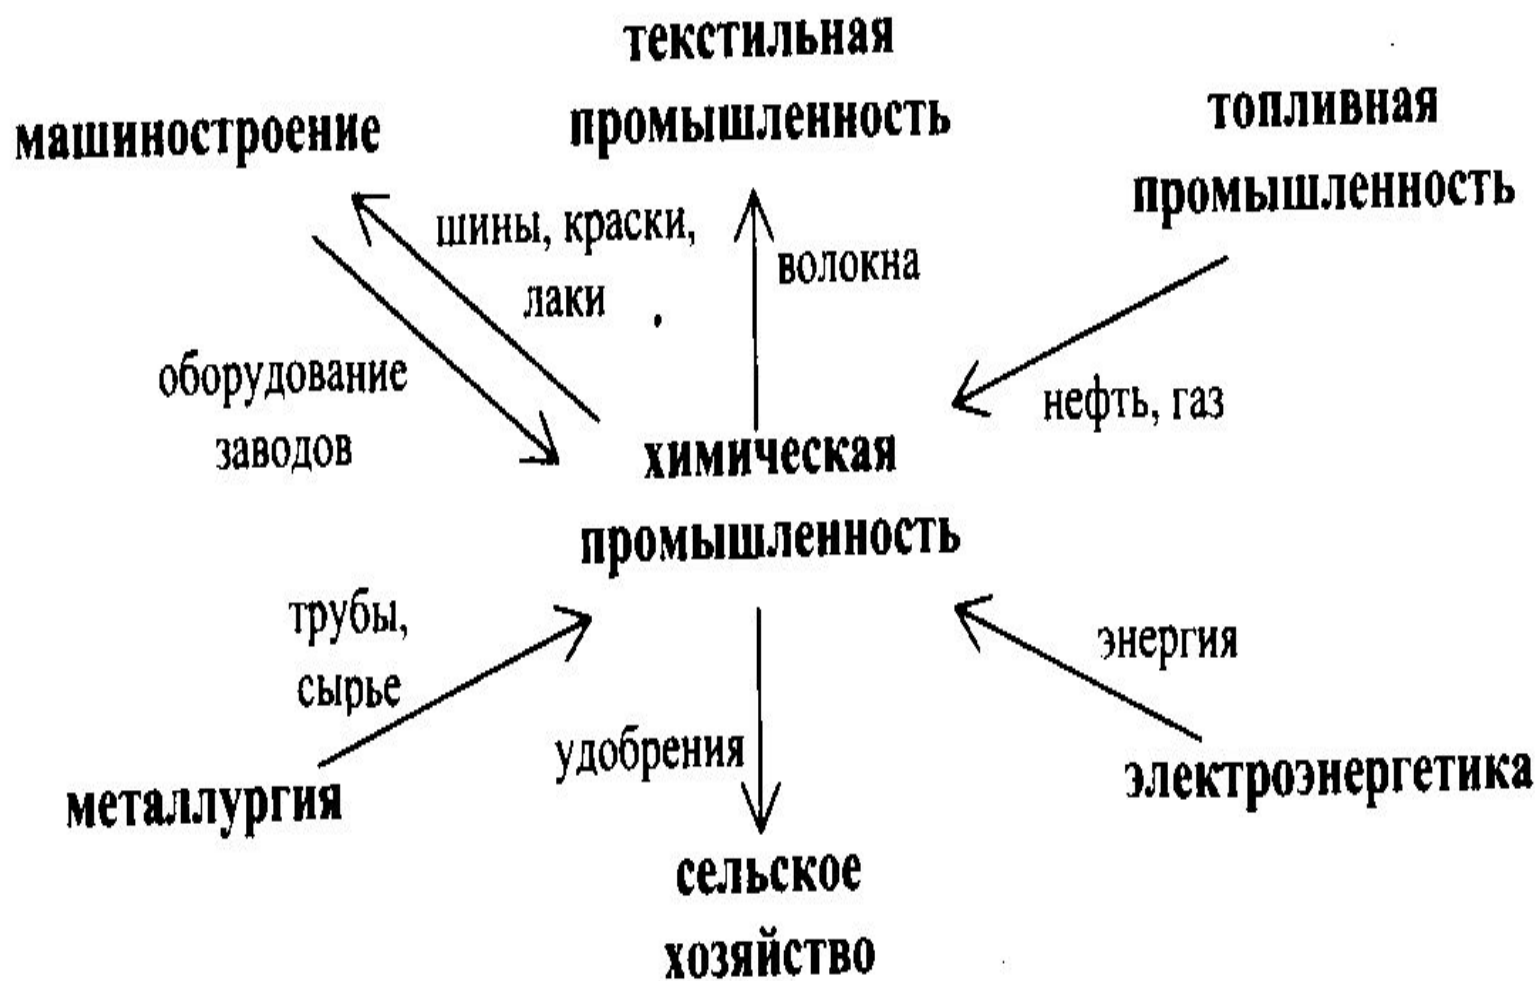 текстильная
промышленность
машиностроение
топливная
промышленность
шины, краски,
лаки
волокна
оборудование
заводов
нефть, газ
химическая
промышленность
трубы,
сырье
энергия
удобрения
металлургия
электроэнергетика
сельское
хозяйство